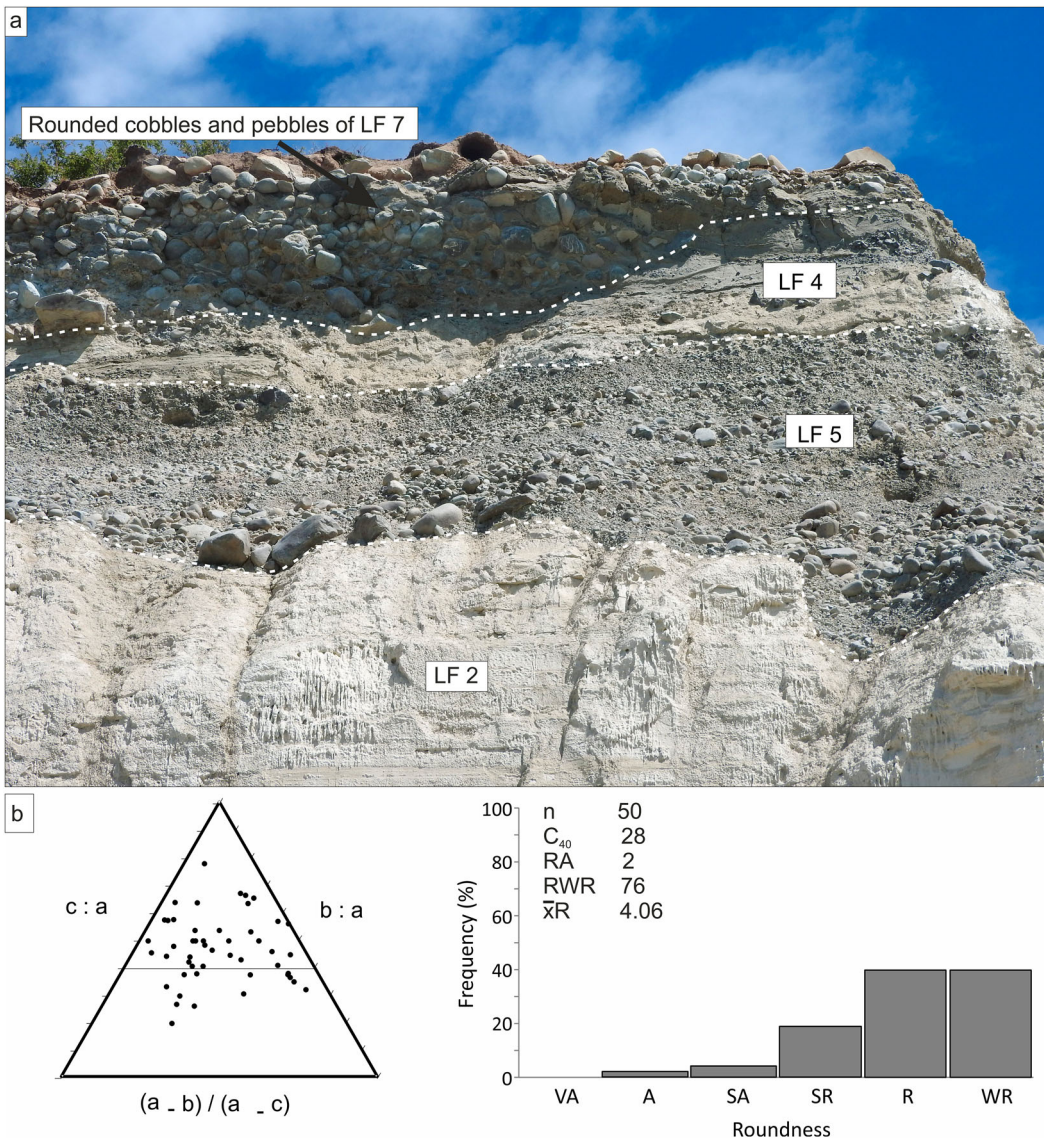 a
Rounded cobbles and pebbles of LF 7
LF 4
LF 5
LF 2
b
c : a
b : a
(a - b) / (a - c)
100
80
60
40
20
0
Frequency (%)
n 50
C40 28
RA 2
RWR 76
x̄R 4.06
VA A SA SR R WR
Roundness